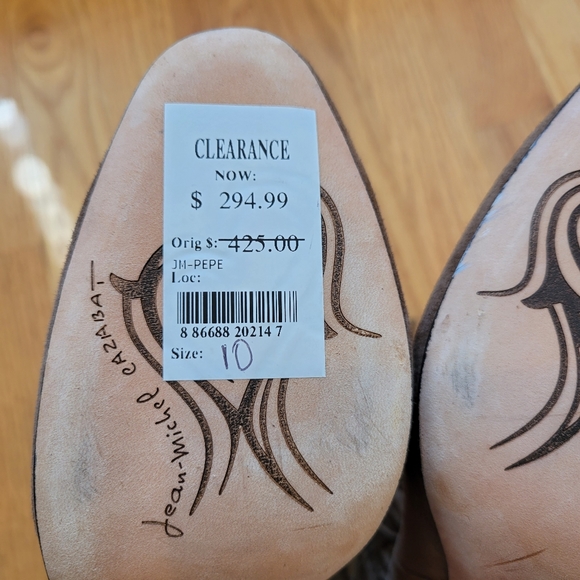 CLEARANCE
NOW:
$ 294.99
Orig $: 425.00
JM-PEPE
Loc:
8 86688 20214 7
Size: 10
Jean-Michel CAZABAT